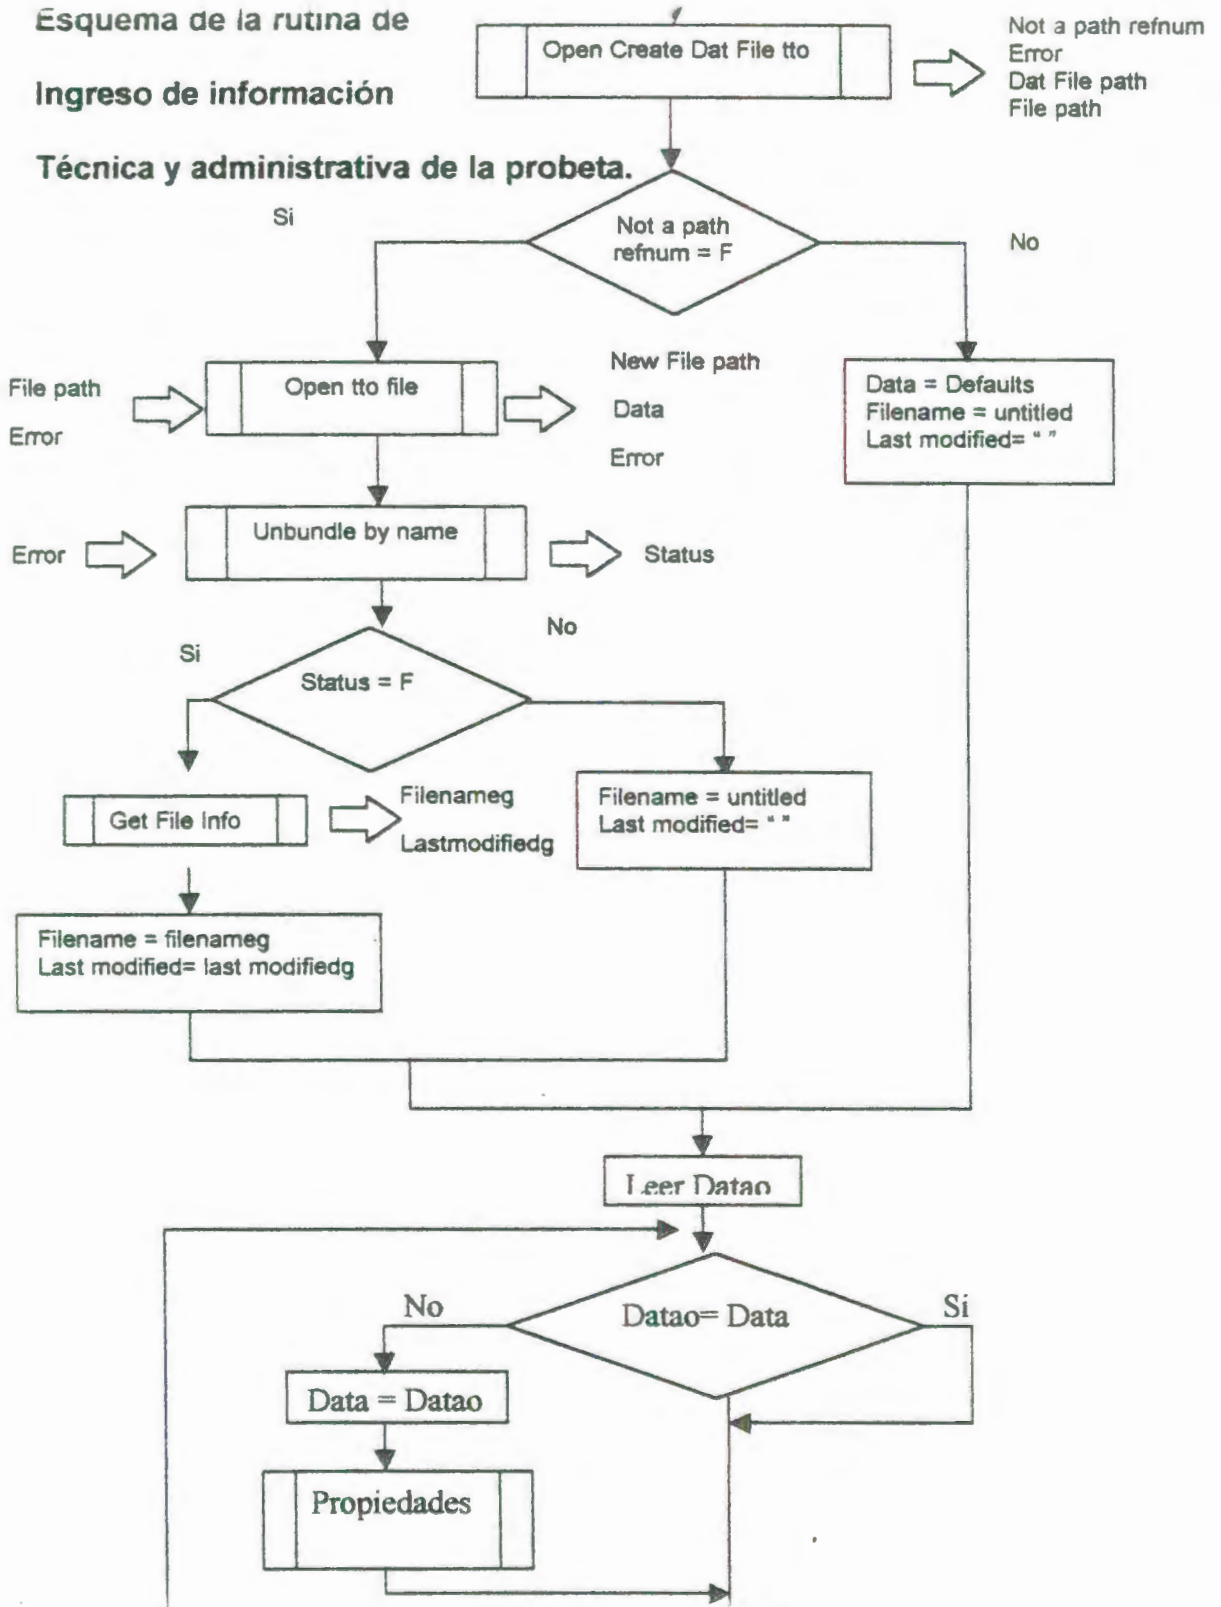 Esquema de la rutina de
Ingreso de información
Técnica y administrativa de la probeta.
Open Create Dat File tto
Not a path refnum
Error
Dat File path
File path
Si
Not a path
refnum = F
No
File path
Error
Open tto file
New File path
Data
Error
Data = Defaults
Filename = untitled
Last modified= “ ”
Error
Unbundle by name
Status
Si
Status = F
No
Get File Info
Filenameg
Lastmodifiedg
Filename = untitled
Last modified= “ ”
Filename = filenameg
Last modified= last modifiedg
Leer Datao
No
Datao= Data
Si
Data = Datao
Propiedades